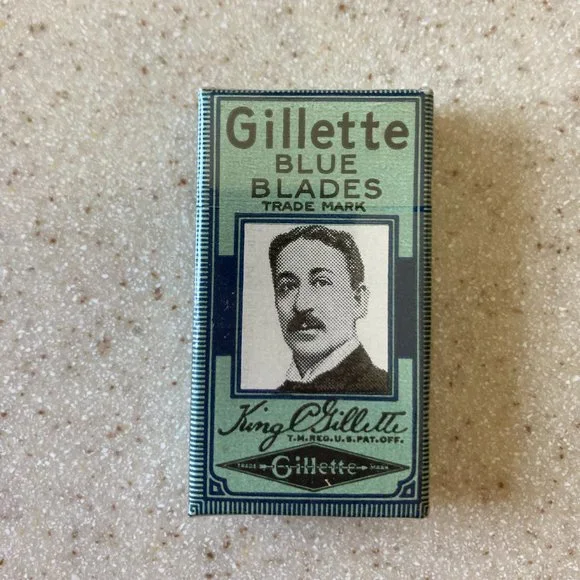 Gillette
BLUE
BLADES
TRADE MARK
King C Gillette
T.M.REG.U.S.PAT.OFF.
TRADE Gillette MARK